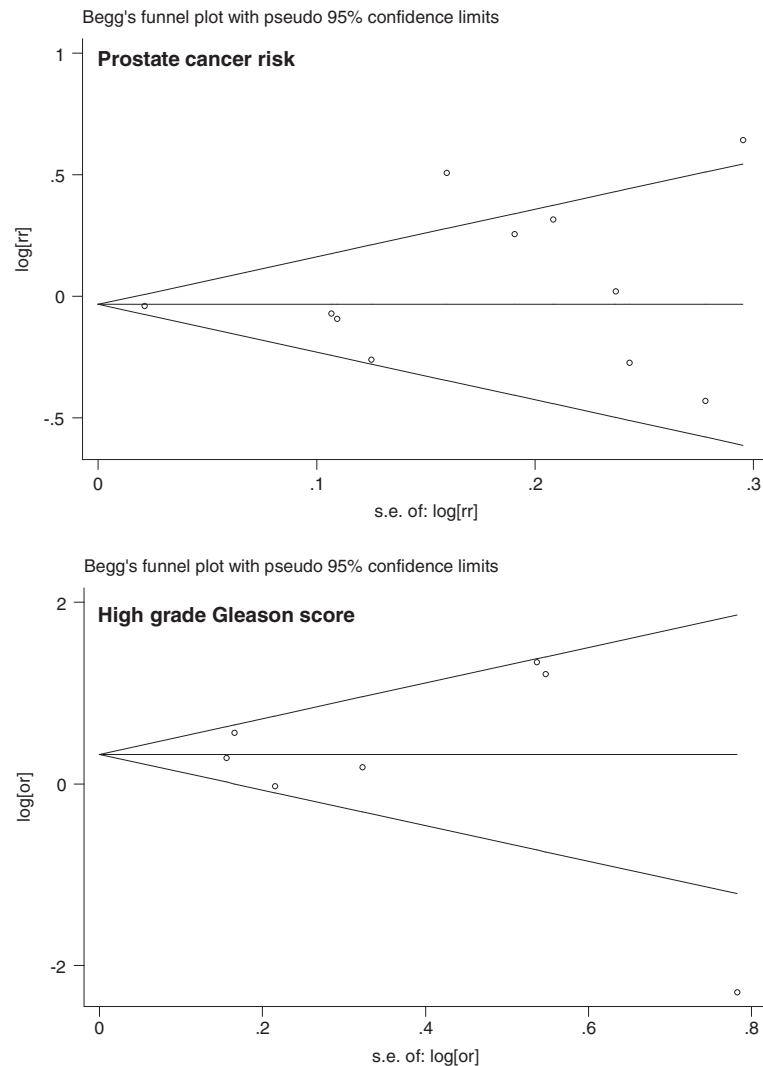 Begg's funnel plot with pseudo 95% confidence limits
Prostate cancer risk
1
.5
0
-.5
log[rr]
0 .1 .2 .3
s.e. of: log[rr]
Begg's funnel plot with pseudo 95% confidence limits
High grade Gleason score
2
0
-2
log[or]
0 .2 .4 .6 .8
s.e. of: log[or]